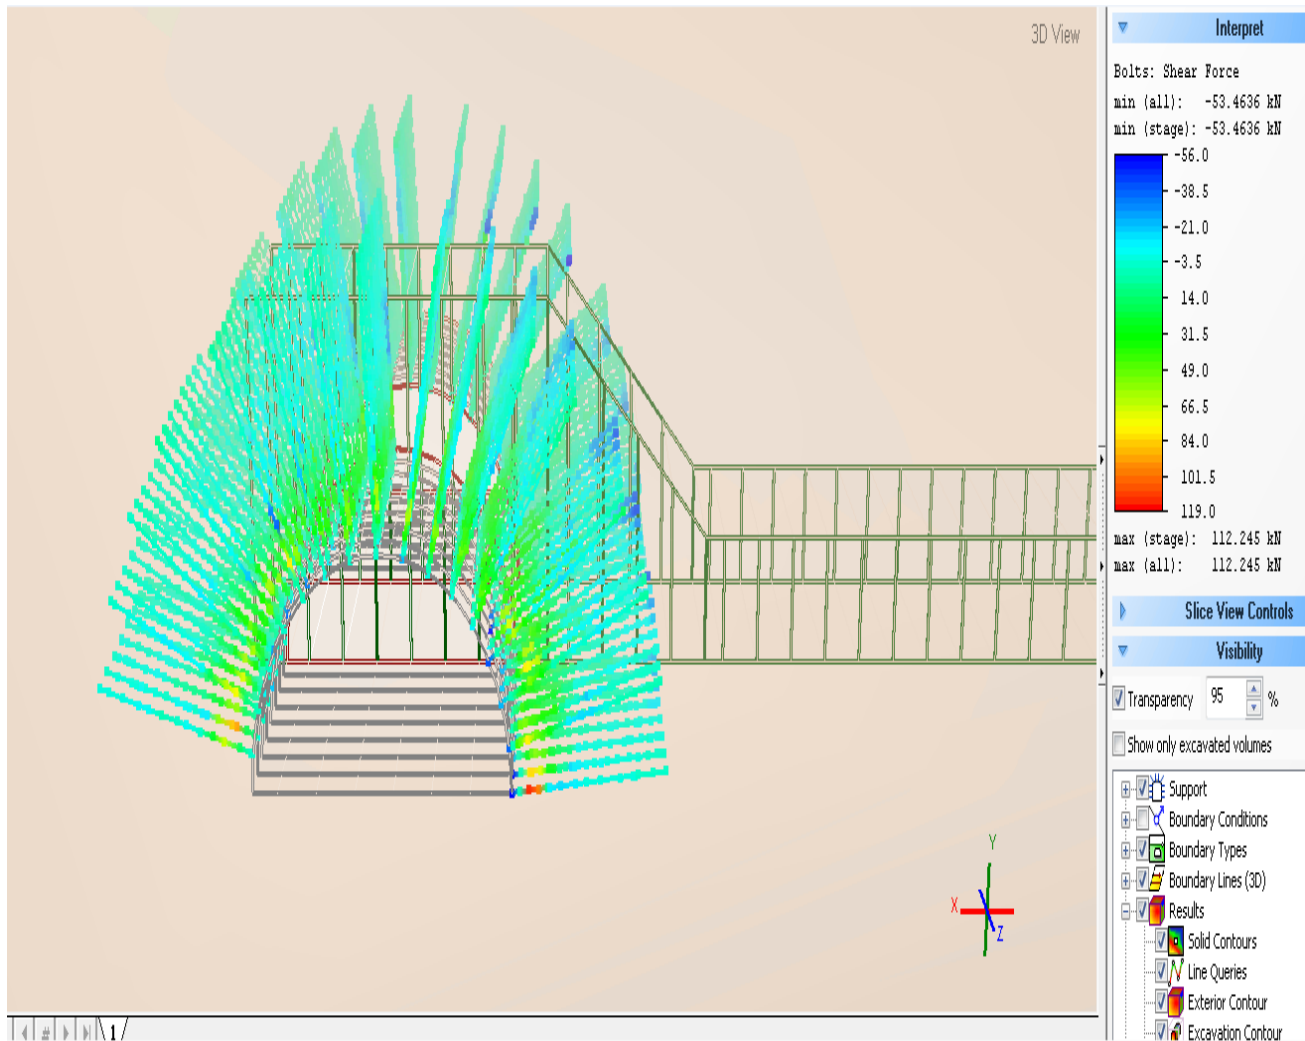 3D View
Interpret
Bolts: Shear Force
min (all): -53.4636 kN
min (stage): -53.4636 kN
-56.0
-38.5
-21.0
-3.5
14.0
31.5
49.0
66.5
84.0
101.5
119.0
max (stage): 112.245 kN
max (all): 112.245 kN
Slice View Controls
Visibility
Transparency 95 %
Show only excavated volumes
Support
Boundary Conditions
Boundary Types
Boundary Lines (3D)
Results
Solid Contours
Line Queries
Exterior Contour
Excavation Contour
Y
X
Z
# 1